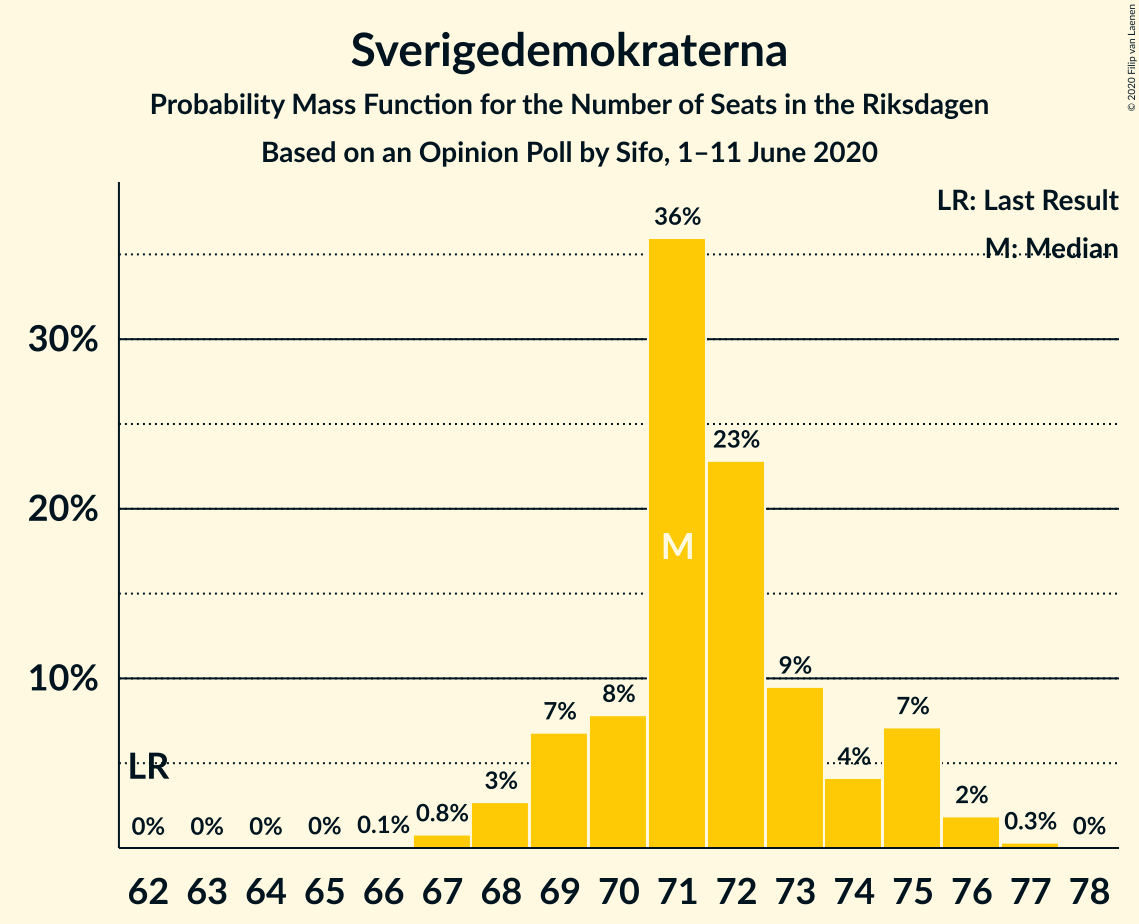 Sverigedemokraterna
Probability Mass Function for the Number of Seats in the Riksdagen
Based on an Opinion Poll by Sifo, 1–11 June 2020
© 2020 Filip van Laenen
LR: Last Result
M: Median
36%
30%
23%
20%
M
10%
9%
8%
7%
7%
LR
4%
3%
2%
0%
0%
0%
0%
0.1%
0.8%
0.3%
0%
62 63 64 65 66 67 68 69 70 71 72 73 74 75 76 77 78